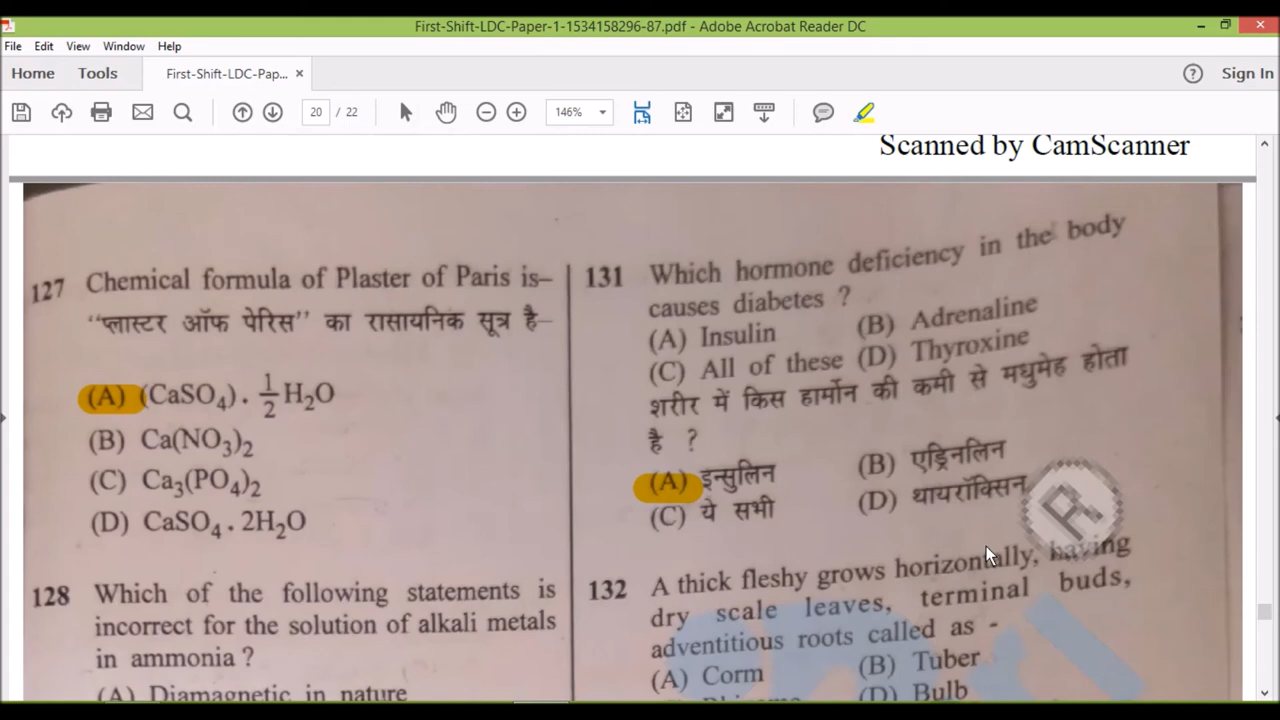 First-Shift-LDC-Paper-1-1534158296-87.pdf - Adobe Acrobat Reader DC
File Edit View Window Help
Home Tools First-Shift-LDC-Pap... × Sign In
20 / 22 146%
Scanned by CamScanner
127 Chemical formula of Plaster of Paris is–
“प्लास्टर ऑफ पेरिस” का रासायनिक सूत्र है–
(A) (CaSO₄) . 1/2 H₂O
(B) Ca(NO₃)₂
(C) Ca₃(PO₄)₂
(D) CaSO₄ . 2H₂O
128 Which of the following statements is
incorrect for the solution of alkali metals
in ammonia ?
(A) Diamagnetic in nature
131 Which hormone deficiency in the body
causes diabetes ?
(A) Insulin (B) Adrenaline
(C) All of these (D) Thyroxine
शरीर में किस हार्मोन की कमी से मधुमेह होता
है ?
(A) इन्सुलिन (B) एड्रिनलिन
(C) ये सभी (D) थायरॉक्सिन
R
132 A thick fleshy grows horizontally, having
dry scale leaves, terminal buds,
adventitious roots called as -
(A) Corm (B) Tuber
(D) Bulb